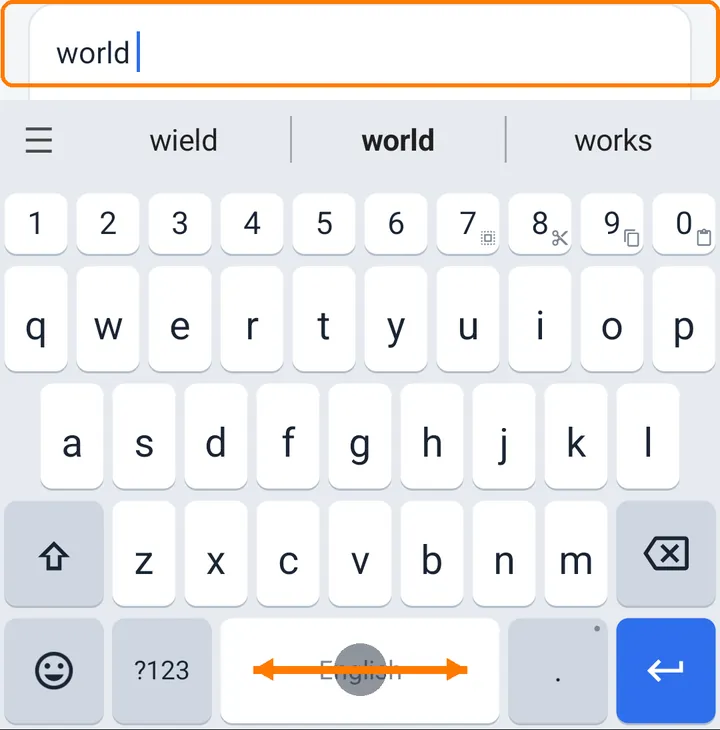 world
wield world works
1 2 3 4 5 6 7 8 9 0
q w e r t y u i o p
a s d f g h j k l
z x c v b n m
?123 English .